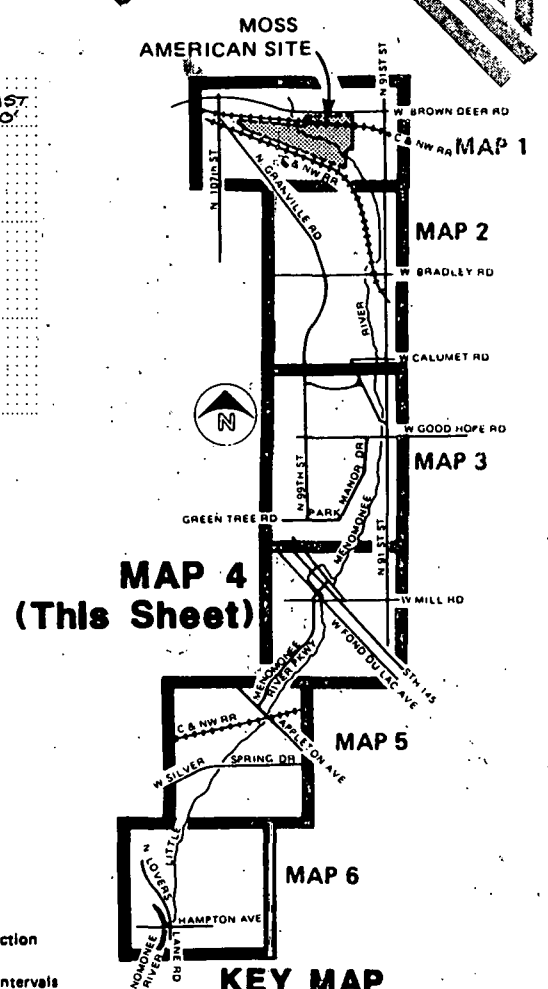 MOSS
AMERICAN SITE
N 91ST ST
ST
0'
W BROWN DEER RD
C & NW RR
MAP 1
C & NW RR
N 107th ST
N GRANVILLE RD
MAP 2
W BRADLEY RD
RIVER
W CALUMET RD
N
W GOOD HOPE RD
MAP 3
N 99TH ST
PARK MANOR DR
GREEN TREE RD
MENOMONEE
N 91 ST ST
MAP 4
(This Sheet)
W MILL RD
W FOND DU LAC AVE
STH 145
MENOMONEE
RIVER PKWY
C & NW RR
APPLETON AVE
MAP 5
W SILVER SPRING DR
LITTLE
MAP 6
N LOVERS LANE RD
HAMPTON AVE
ction
NOMONEE
RIVER
ntervals
KEY MAP